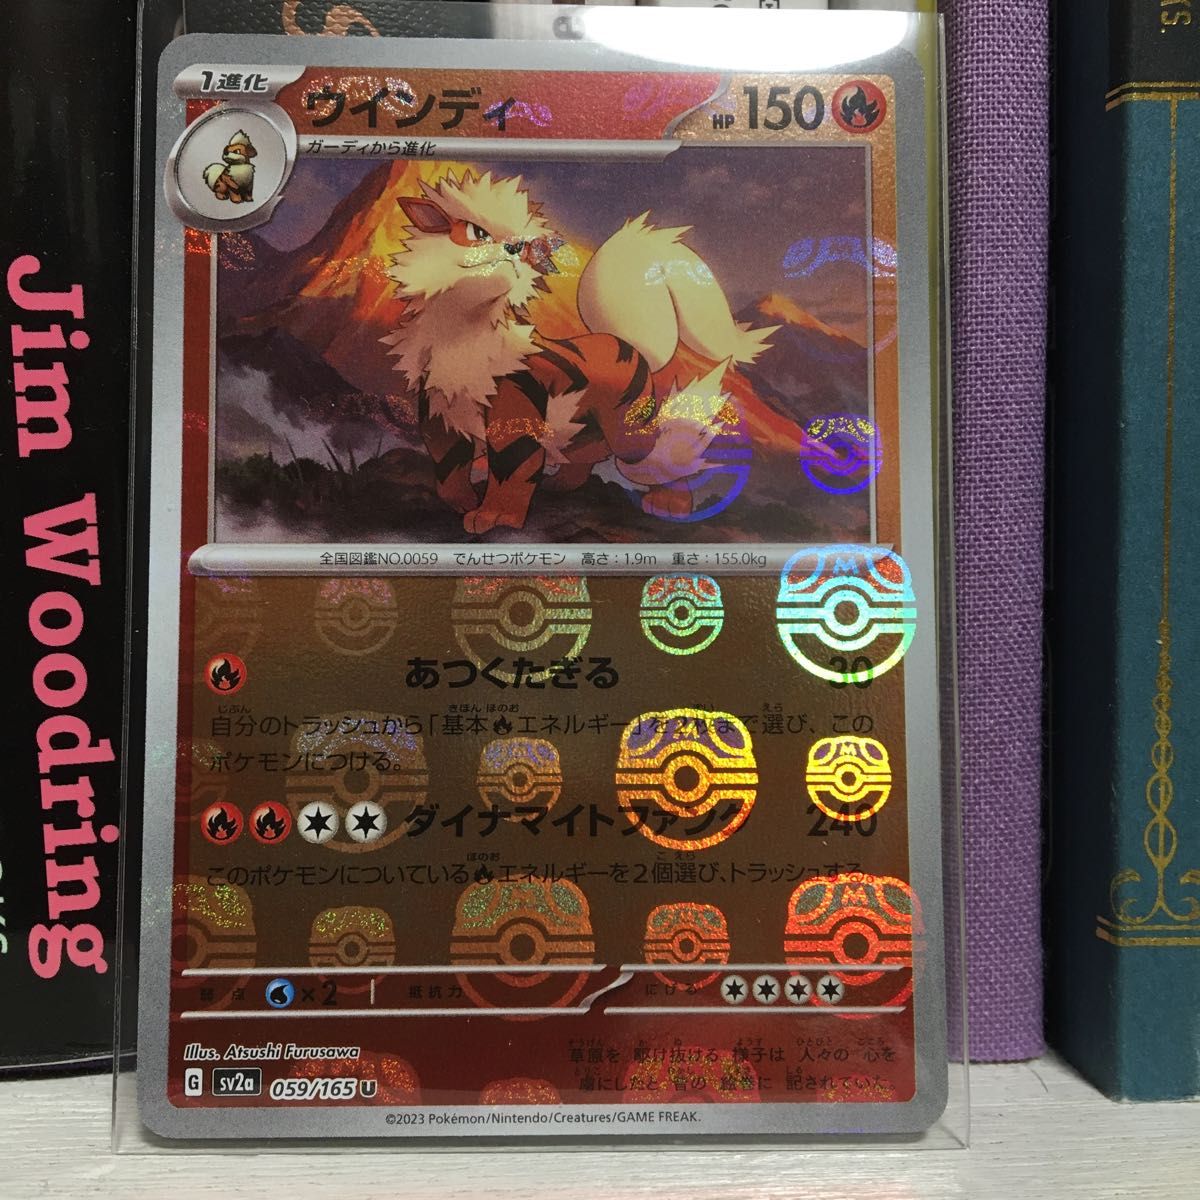 Jim Woodring
1進化
ウインディ
HP 150
ガーディから進化
全国図鑑NO.0059 でんせつポケモン 高さ:1.9m 重さ:155.0kg
あつくたぎる 30
自分のトラッシュから「基本エネルギー」を2枚まで選び、この
ポケモンにつける。
ダイナマイトファング 240
このポケモンについているエネルギーを2個選び、トラッシュする。
弱点 ×2 抵抗力 にげる
Illus. Atsushi Furusawa
草原を 駆け抜ける 様子は 人々の 心を
虜にしたと 昔の 絵巻に 記されていた。
G sv2a 059/165 U
©2023 Pokémon/Nintendo/Creatures/GAME FREAK.